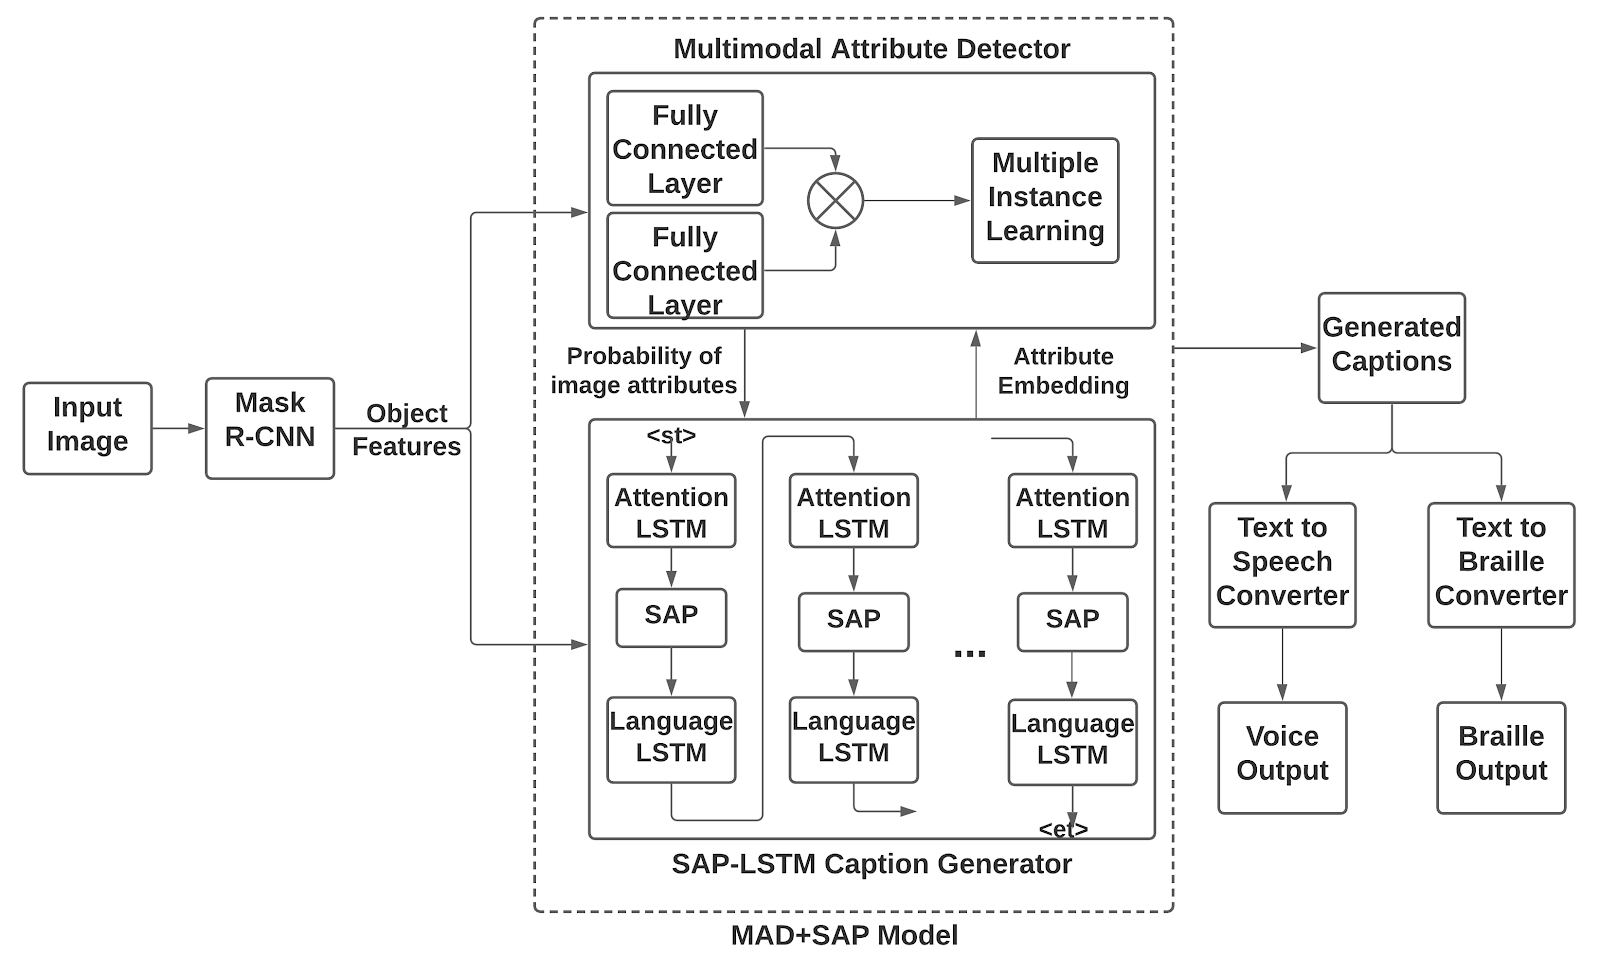 Multimodal Attribute Detector
Fully
Connected
Layer
Fully
Connected
Layer
Multiple
Instance
Learning
Probability of
image attributes
Attribute
Embedding
Input
Image
Mask
R-CNN
Object
Features
<st>
Attention
LSTM
SAP
Language
LSTM
Attention
LSTM
SAP
Language
LSTM
...
Attention
LSTM
SAP
Language
LSTM
<et>
SAP-LSTM Caption Generator
MAD+SAP Model
Generated
Captions
Text to
Speech
Converter
Text to
Braille
Converter
Voice
Output
Braille
Output